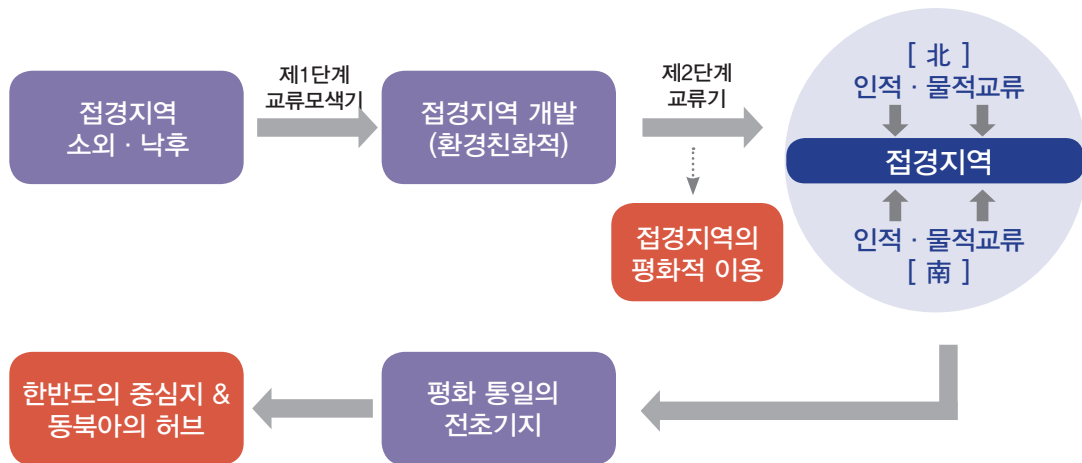 접경지역
소외 · 낙후
제1단계
교류모색기
접경지역 개발
(환경친화적)
제2단계
교류기
접경지역의
평화적 이용
[ 北 ]
인적 · 물적교류
접경지역
인적 · 물적교류
[ 南 ]
평화 통일의
전초기지
한반도의 중심지 &
동북아의 허브